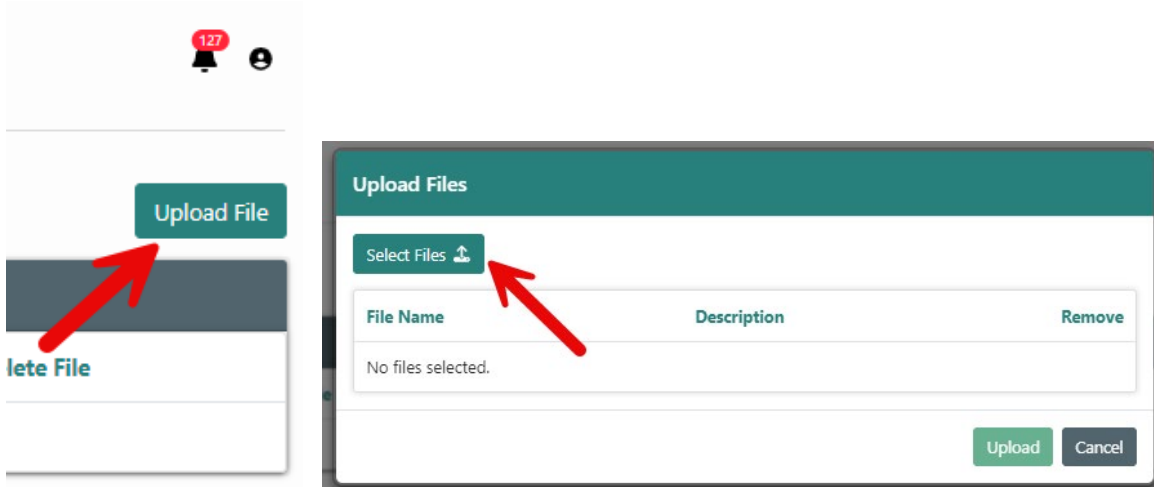 127
Upload File
lete File
Upload Files
Select Files
File Name Description Remove
No files selected.
Upload Cancel